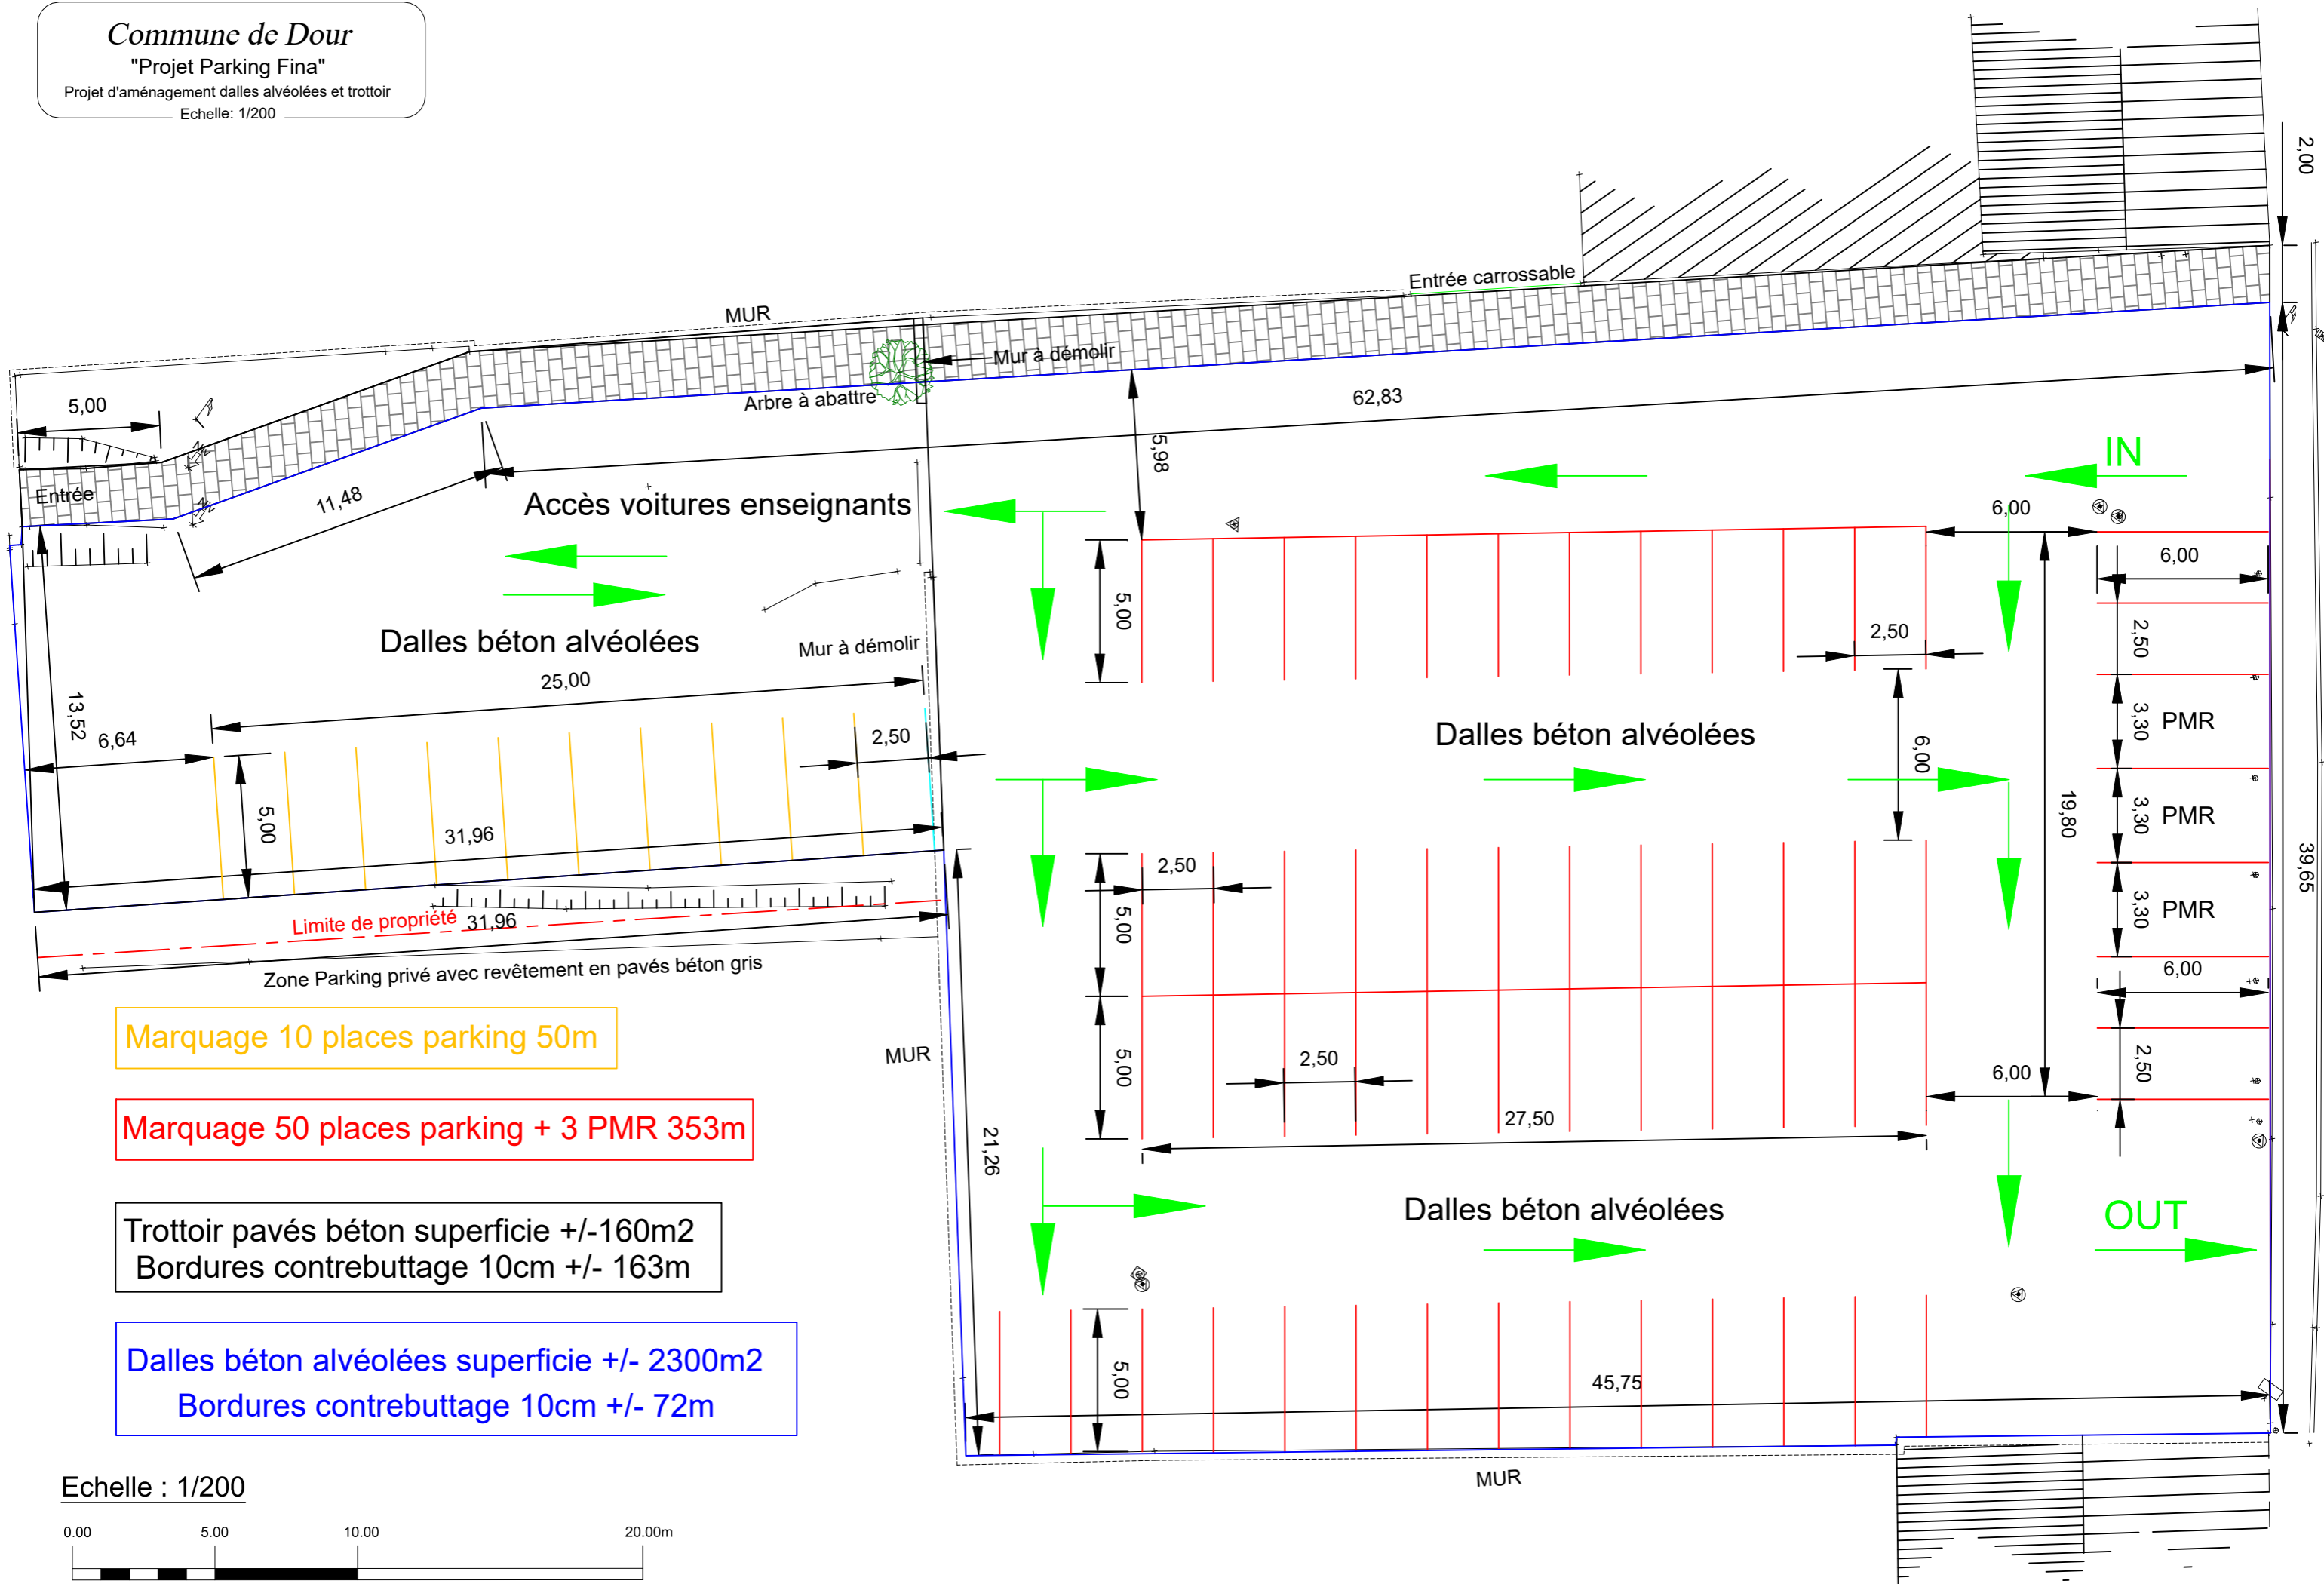 Commune de Dour
"Projet Parking Fina"
Projet d'aménagement dalles alvéolées et trottoir
Echelle: 1/200
2,00
Entrée carrossable
MUR
Mur à démolir
5,00
Arbre à abattre
62,83
5,98
IN
Entrée
11,48
Accès voitures enseignants
6,00
6,00
5,00
2,50
2,50
Dalles béton alvéolées
Mur à démolir
25,00
13,52
6,64
2,50
Dalles béton alvéolées
6,00
3,30
PMR
5,00
31,96
19,80
3,30
PMR
39,65
2,50
5,00
3,30
PMR
Limite de propriété
31,96
Zone Parking privé avec revêtement en pavés béton gris
6,00
Marquage 10 places parking 50m
MUR
5,00
2,50
6,00
2,50
Marquage 50 places parking + 3 PMR 353m
27,50
21,26
Trottoir pavés béton superficie +/-160m2
Bordures contrebuttage 10cm +/- 163m
Dalles béton alvéolées
OUT
Dalles béton alvéolées superficie +/- 2300m2
Bordures contrebuttage 10cm +/- 72m
5,00
45,75
MUR
Echelle : 1/200
0.00
5.00
10.00
20.00m